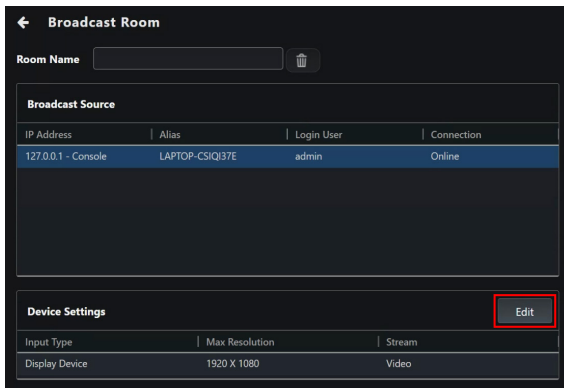 Broadcast Room
Room Name
Broadcast Source
IP Address Alias Login User Connection
127.0.0.1 - Console LAPTOP-CSIQI37E admin Online
Device Settings Edit
Input Type Max Resolution Stream
Display Device 1920 X 1080 Video